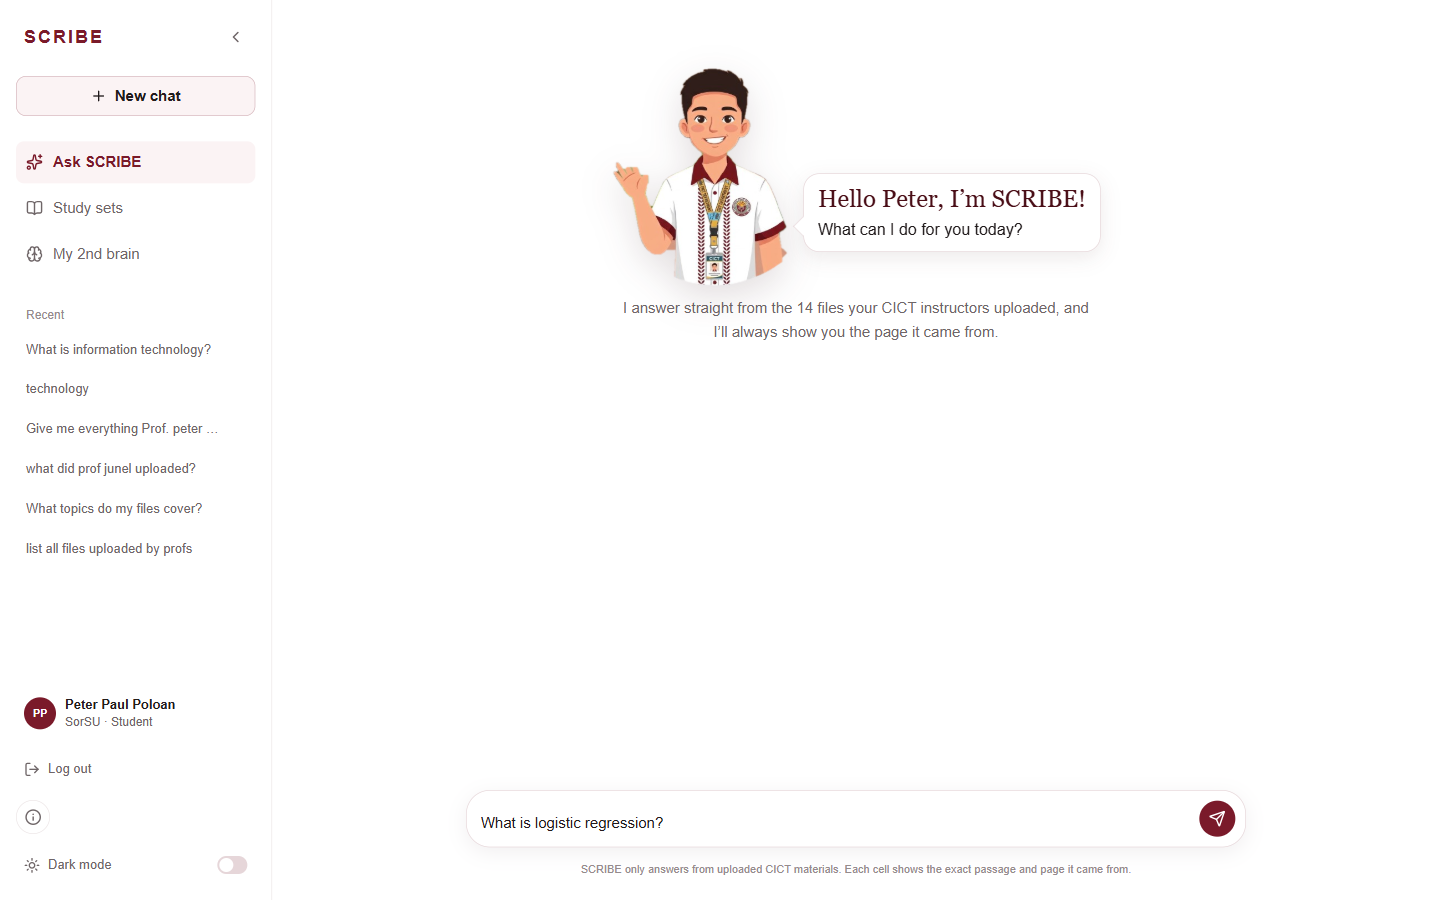 SCRIBE
New chat
Ask SCRIBE
Study sets
My 2nd brain
Recent
What is information technology?
technology
Give me everything Prof. peter …
what did prof junel uploaded?
What topics do my files cover?
list all files uploaded by profs
PP
Peter Paul Poloan
SorSU · Student
Log out
Dark mode
CICT
Hello Peter, I’m SCRIBE!
What can I do for you today?
I answer straight from the 14 files your CICT instructors uploaded, and
I’ll always show you the page it came from.
What is logistic regression?
SCRIBE only answers from uploaded CICT materials. Each cell shows the exact passage and page it came from.